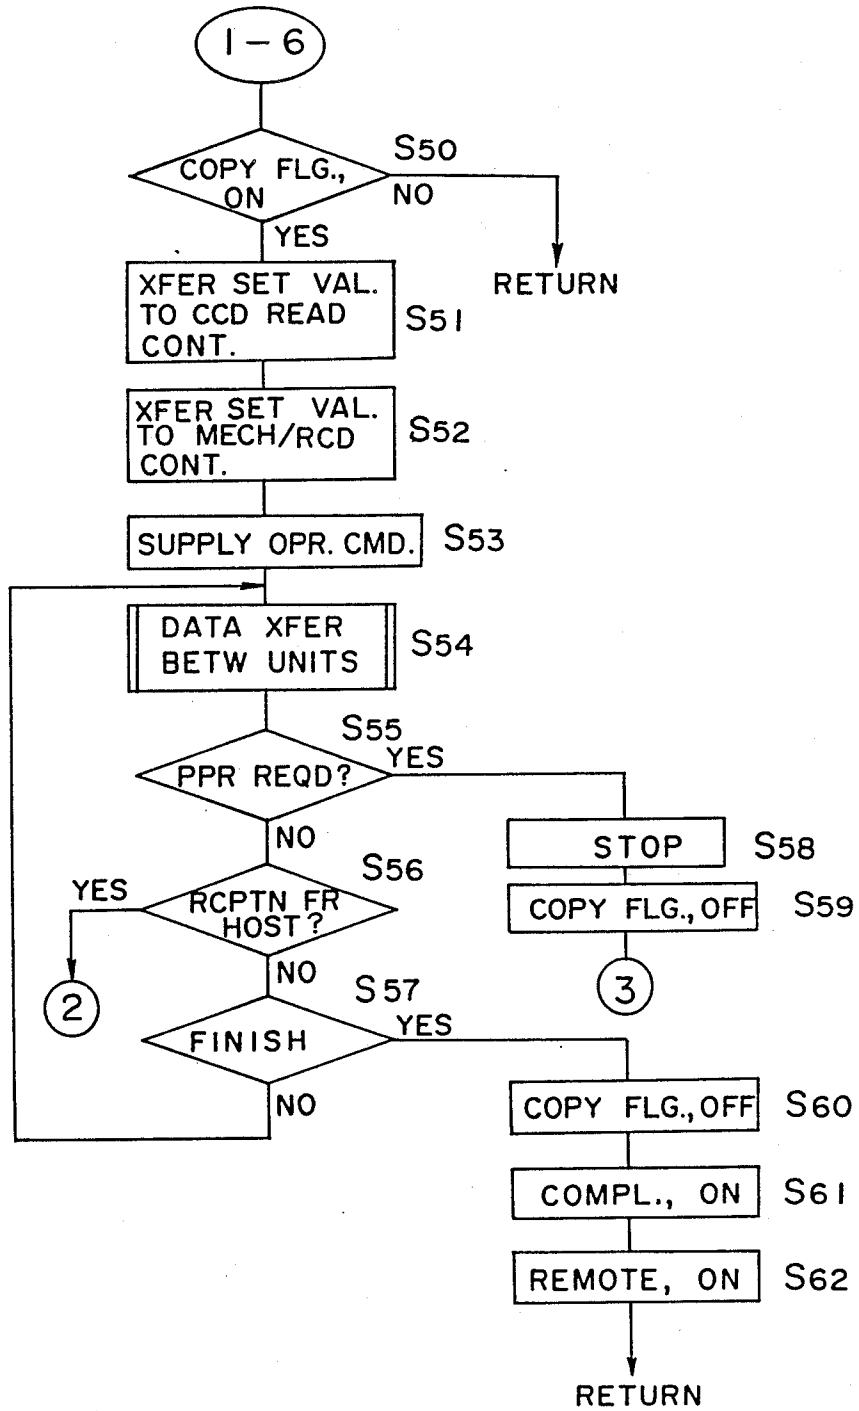 1-6
COPY FLG.,
ON
S50
NO
YES
RETURN
XFER SET VAL.
TO CCD READ
CONT.
S51
XFER SET VAL.
TO MECH/RCD
CONT.
S52
SUPPLY OPR. CMD.
S53
DATA XFER
BETW UNITS
S54
S55
PPR REQD?
YES
NO
STOP
S58
S56
RCPTN FR
HOST?
YES
NO
COPY FLG., OFF
S59
2
3
S57
FINISH
YES
NO
COPY FLG., OFF
S60
COMPL., ON
S61
REMOTE, ON
S62
RETURN